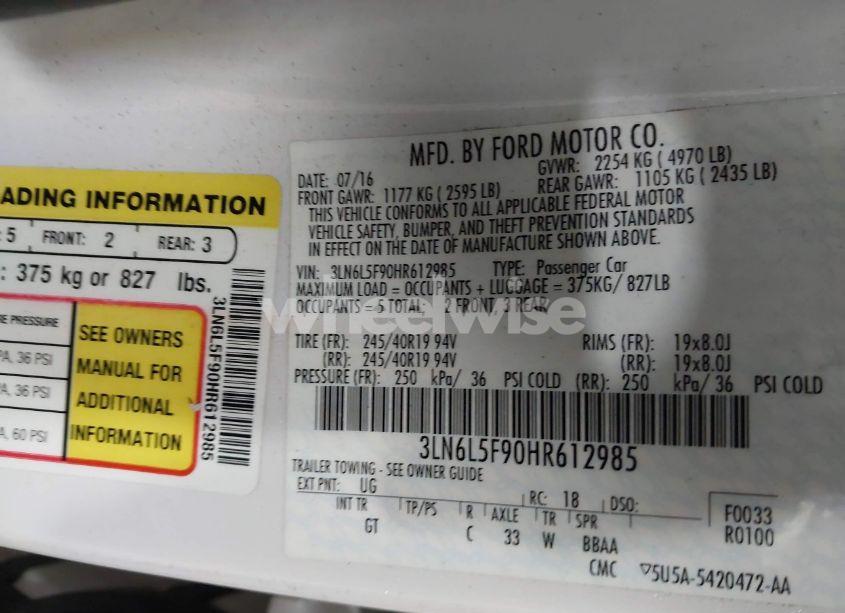 ADING INFORMATION
: 5 FRONT: 2 REAR: 3
: 375 kg or 827 lbs.
RE PRESSURE
PA, 36 PSI
PA, 36 PSI
A, 60 PSI
SEE OWNERS
MANUAL FOR
ADDITIONAL
INFORMATION
3LN6L5F90HR612985
MFD. BY FORD MOTOR CO.
DATE: 07/16 GVWR: 2254 KG ( 4970 LB)
FRONT GAWR: 1177 KG ( 2595 LB) REAR GAWR: 1105 KG ( 2435 LB)
THIS VEHICLE CONFORMS TO ALL APPLICABLE FEDERAL MOTOR
VEHICLE SAFETY, BUMPER, AND THEFT PREVENTION STANDARDS
IN EFFECT ON THE DATE OF MANUFACTURE SHOWN ABOVE.
VIN: 3LN6L5F90HR612985 TYPE: Passenger Car
MAXIMUM LOAD = OCCUPANTS + LUGGAGE = 375KG/ 827LB
OCCUPANTS = 5 TOTAL; 2 FRONT, 3 REAR
wheelwise
TIRE (FR): 245/40R19 94V RIMS (FR): 19x8.0J
(RR): 245/40R19 94V (RR): 19x8.0J
PRESSURE (FR): 250 kPa/ 36 PSI COLD (RR): 250 kPa/ 36 PSI COLD
3LN6L5F90HR612985
TRAILER TOWING - SEE OWNER GUIDE
EXT PNT: UG RC: 18 DSO: F0033
INT TR TP/PS R AXLE TR SPR R0100
GT C 33 W BBAA
CMC ▽5U5A-5420472-AA